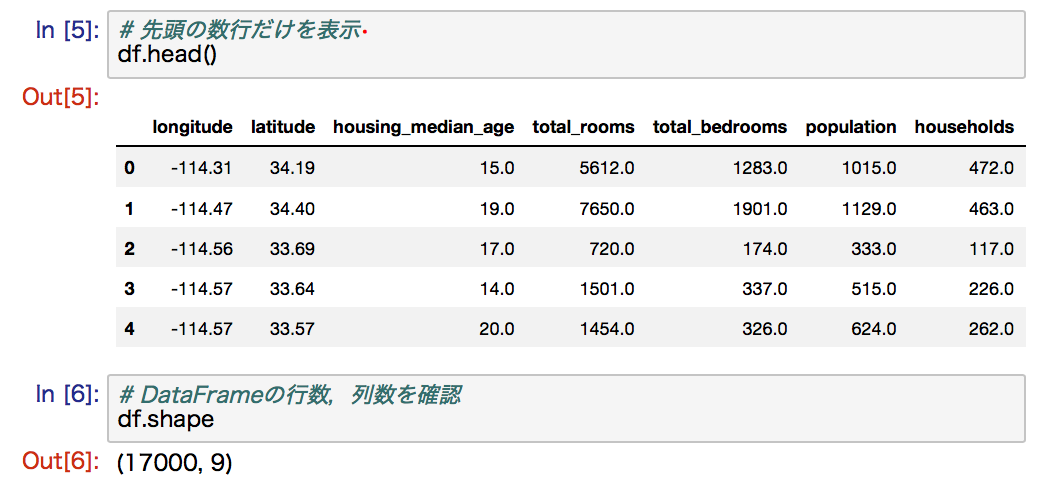 In [5]: # 先頭の数行だけを表示
df.head()
Out[5]:
longitude latitude housing_median_age total_rooms total_bedrooms population households
0 -114.31 34.19 15.0 5612.0 1283.0 1015.0 472.0
1 -114.47 34.40 19.0 7650.0 1901.0 1129.0 463.0
2 -114.56 33.69 17.0 720.0 174.0 333.0 117.0
3 -114.57 33.64 14.0 1501.0 337.0 515.0 226.0
4 -114.57 33.57 20.0 1454.0 326.0 624.0 262.0
In [6]: # DataFrameの行数，列数を確認
df.shape
Out[6]: (17000, 9)